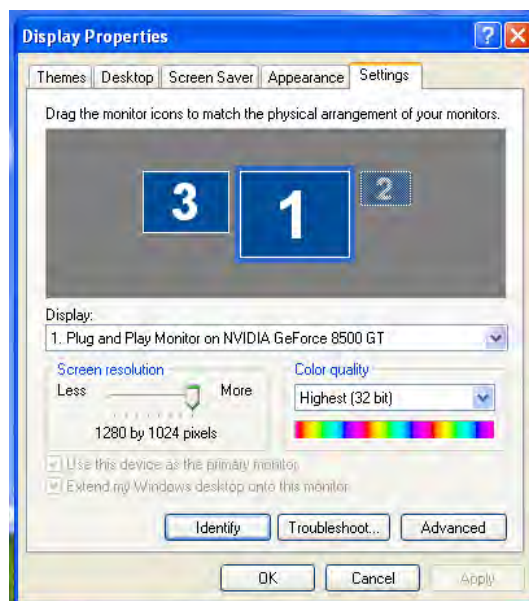 Display Properties
Themes Desktop Screen Saver Appearance Settings
Drag the monitor icons to match the physical arrangement of your monitors.
3 1 2
Display:
1. Plug and Play Monitor on NVIDIA GeForce 8500 GT
Screen resolution
Less More
1280 by 1024 pixels
Color quality
Highest (32 bit)
Use this device as the primary monitor.
Extend my Windows desktop onto this monitor.
Identify Troubleshoot... Advanced
OK Cancel Apply